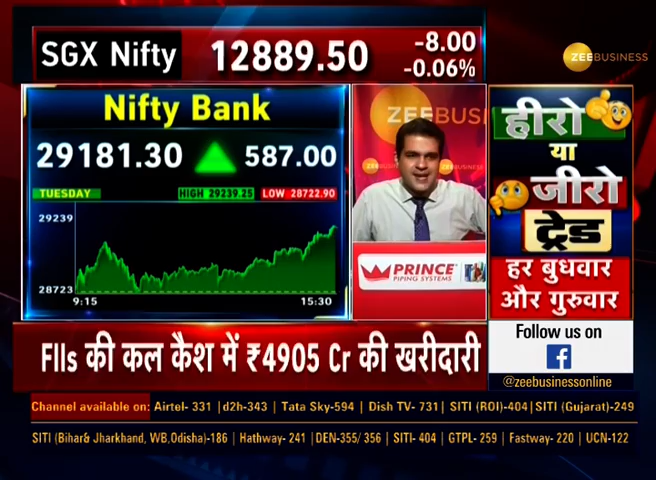 SGX Nifty 12889.50 -8.00
-0.06%
ZEE BUSINESS
Nifty Bank
29181.30 587.00
TUESDAY HIGH 29239.25 LOW 28722.90
29239
28723
9:15 15:30
ZEE BUSI
PRINCE
PIPING SYSTEMS
हीरो
या
जीरो
ट्रेड
हर बुधवार
और गुरुवार
FIIs की कल कैश में ₹4905 Cr की खरीदारी
Follow us on
f
@zeebusinessonline
Channel available on: Airtel- 331 |d2h-343 | Tata Sky-594 | Dish TV- 731| SITI (ROI)-404| SITI (Gujarat)-249
SITI (Bihar& Jharkhand, WB,Odisha)-186 | Hathway- 241 |DEN-355/ 356 | SITI- 404 | GTPL- 259 | Fastway- 220 | UCN-122